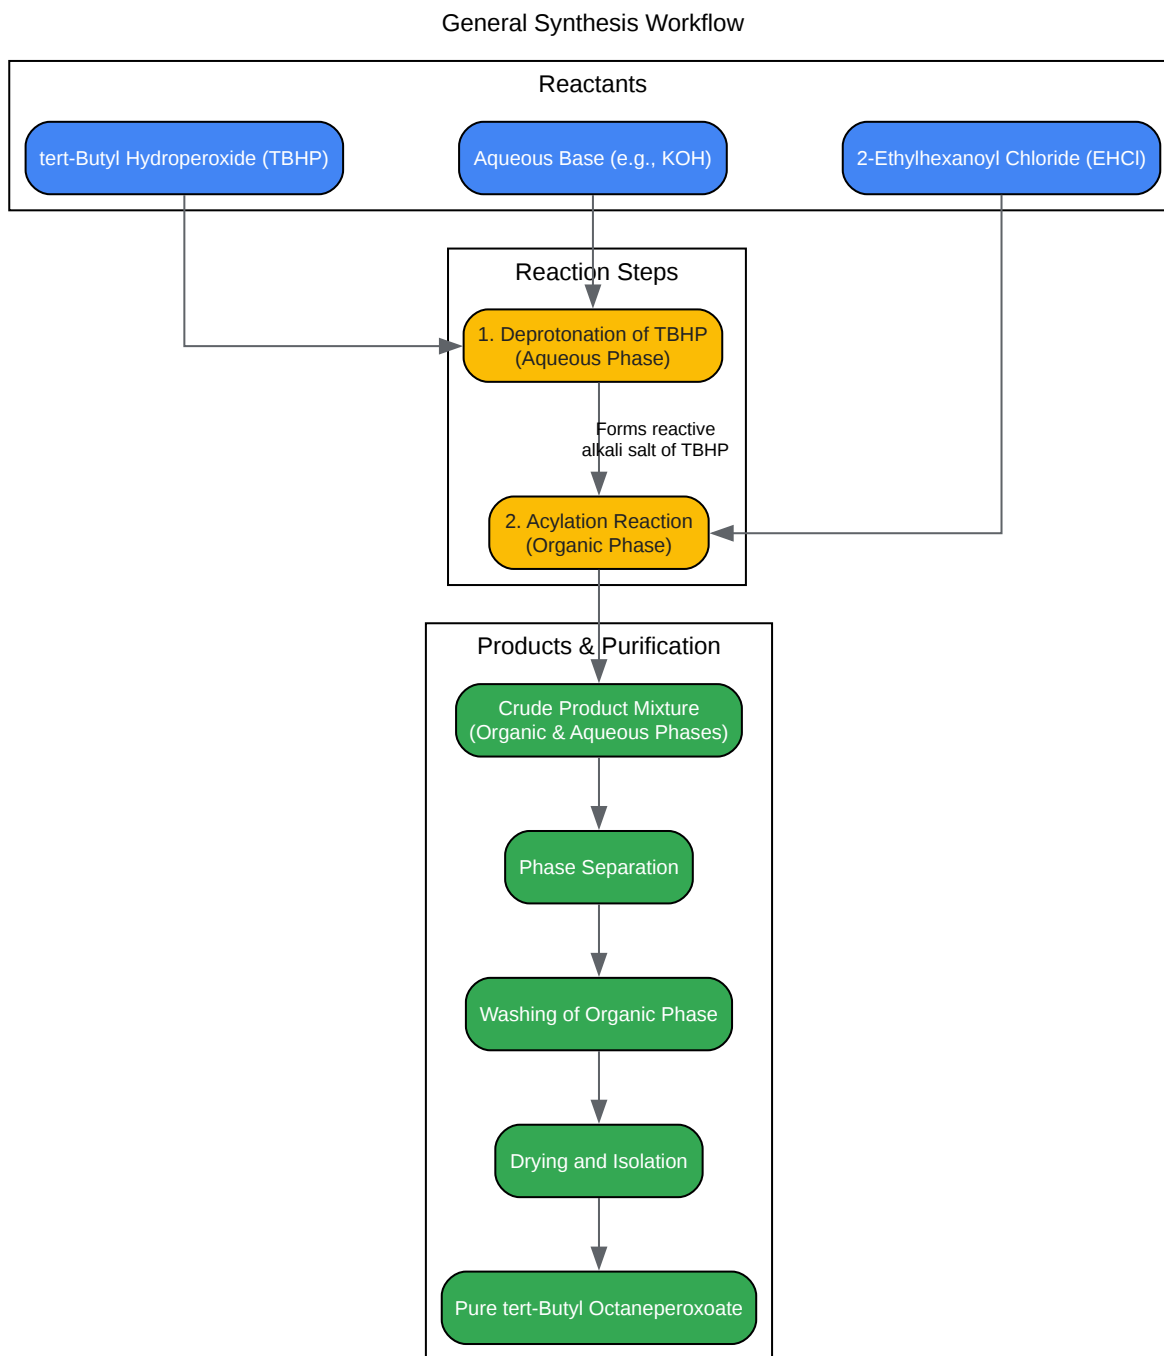 General Synthesis Workflow
Reactants
tert-Butyl Hydroperoxide (TBHP)
Aqueous Base (e.g., KOH)
2-Ethylhexanoyl Chloride (EHCl)
Reaction Steps
1. Deprotonation of TBHP
(Aqueous Phase)
Forms reactive
alkali salt of TBHP
2. Acylation Reaction
(Organic Phase)
Products & Purification
Crude Product Mixture
(Organic & Aqueous Phases)
Phase Separation
Washing of Organic Phase
Drying and Isolation
Pure tert-Butyl Octaneperoxoate